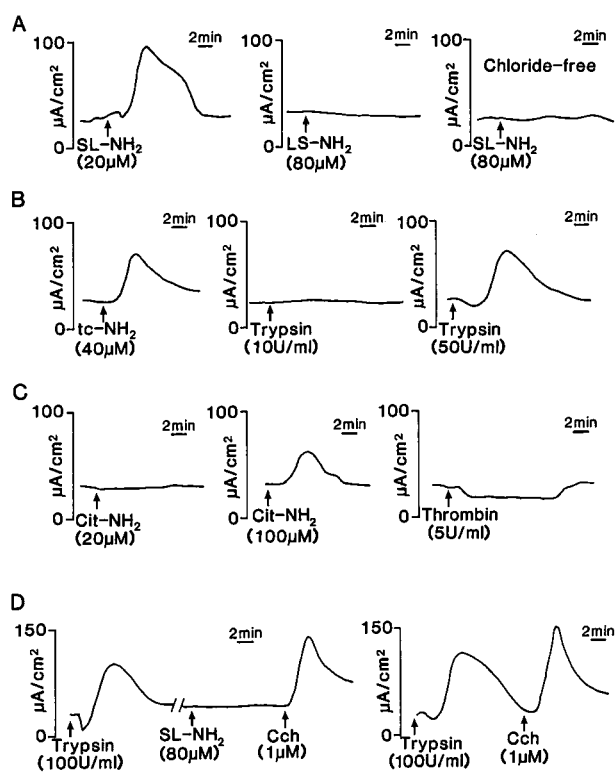 A
100
µA/cm²
0
2min
SL–NH₂
(20µM)
2min
100
µA/cm²
0
LS–NH₂
(80µM)
2min
100
Chloride–free
µA/cm²
0
SL–NH₂
(80µM)
B
100
µA/cm²
0
2min
tc–NH₂
(40µM)
100
µA/cm²
0
2min
Trypsin
(10U/ml)
100
µA/cm²
0
2min
Trypsin
(50U/ml)
C
100
µA/cm²
0
2min
Cit–NH₂
(20µM)
100
µA/cm²
0
2min
Cit–NH₂
(100µM)
100
µA/cm²
0
2min
Thrombin
(5U/ml)
D
150
µA/cm²
0
2min
Trypsin
(100U/ml)
SL–NH₂
(80µM)
Cch
(1µM)
150
µA/cm²
0
2min
Trypsin
(100U/ml)
Cch
(1µM)